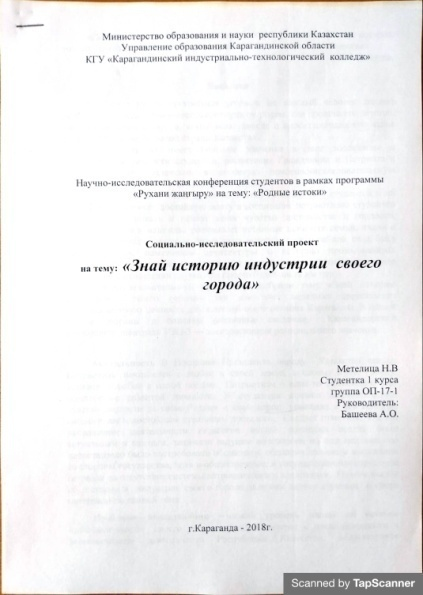 Министерство образования и науки республики Казахстан
Управление образования Карагандинской области
КГУ «Карагандинский индустриально-технологический колледж»
Научно-исследовательская конференция студентов в рамках программы
«Рухани жаңғыру» на тему: «Родные истоки»
Социально-исследовательский проект
на тему: «Знай историю индустрии своего
города»
Метелица Н.В
Студентка 1 курса
группа ОП-17-1
Руководитель:
Башеева А.О.
г.Караганда - 2018г.
Scanned by TapScanner